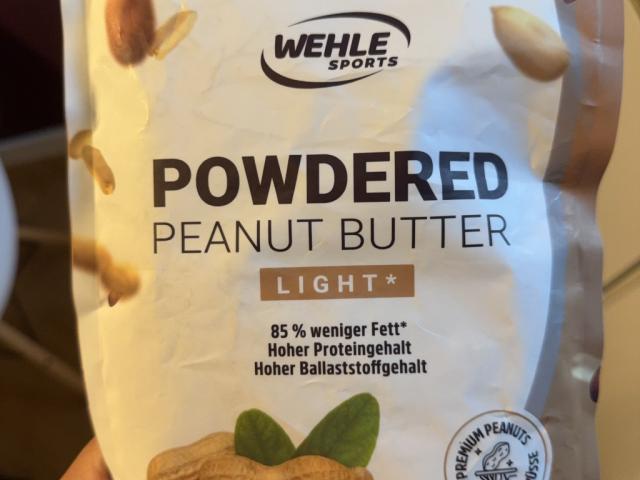 WEHLE
SPORTS
POWDERED
PEANUT BUTTER
LIGHT*
85 % weniger Fett*
Hoher Proteingehalt
Hoher Ballaststoffgehalt
PREMIUM PEANUTS